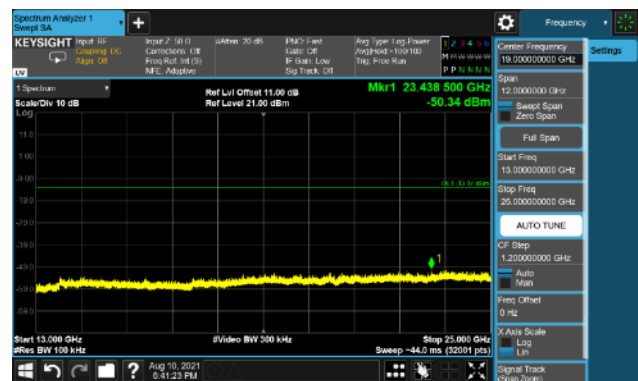 Spectrum Analyzer 1
Swept SA
Frequency
KEYSIGHT
Input: RF
Coupling: DC
Align: Off
Input Z: 50 Ω
Corrections: Off
Freq Ref: Int (S)
NFE: Adaptive
#Atten: 20 dB
PNO: Fast
Gate: Off
IF Gain: Low
Sig Track: Off
Avg Type: Log-Power
Avg|Hold: >100/100
Trig: Free Run
1 2 3 4 5 6
M W W W W W
P P N N N N
LW
1 Spectrum
Scale/Div 10 dB
Log
Ref Lvl Offset 11.00 dB
Ref Level 21.00 dBm
Mkr1 23.438 500 GHz
-50.34 dBm
11.0
1.00
-9.00
-19.0
-29.0
-39.0
-49.0
-59.0
-69.0
1
Start 13.000 GHz
#Res BW 100 kHz
#Video BW 300 kHz
Stop 25.000 GHz
Sweep ~44.0 ms (32001 pts)
Aug 10, 2021
6:41:23 PM
Settings
Center Frequency
19.000000000 GHz
Span
12.0000000 GHz
Swept Span
Zero Span
Full Span
Start Freq
13.000000000 GHz
Stop Freq
25.000000000 GHz
AUTO TUNE
CF Step
1.200000000 GHz
Auto
Man
Freq Offset
0 Hz
X Axis Scale
Log
Lin
Signal Track
(Span Zoom)